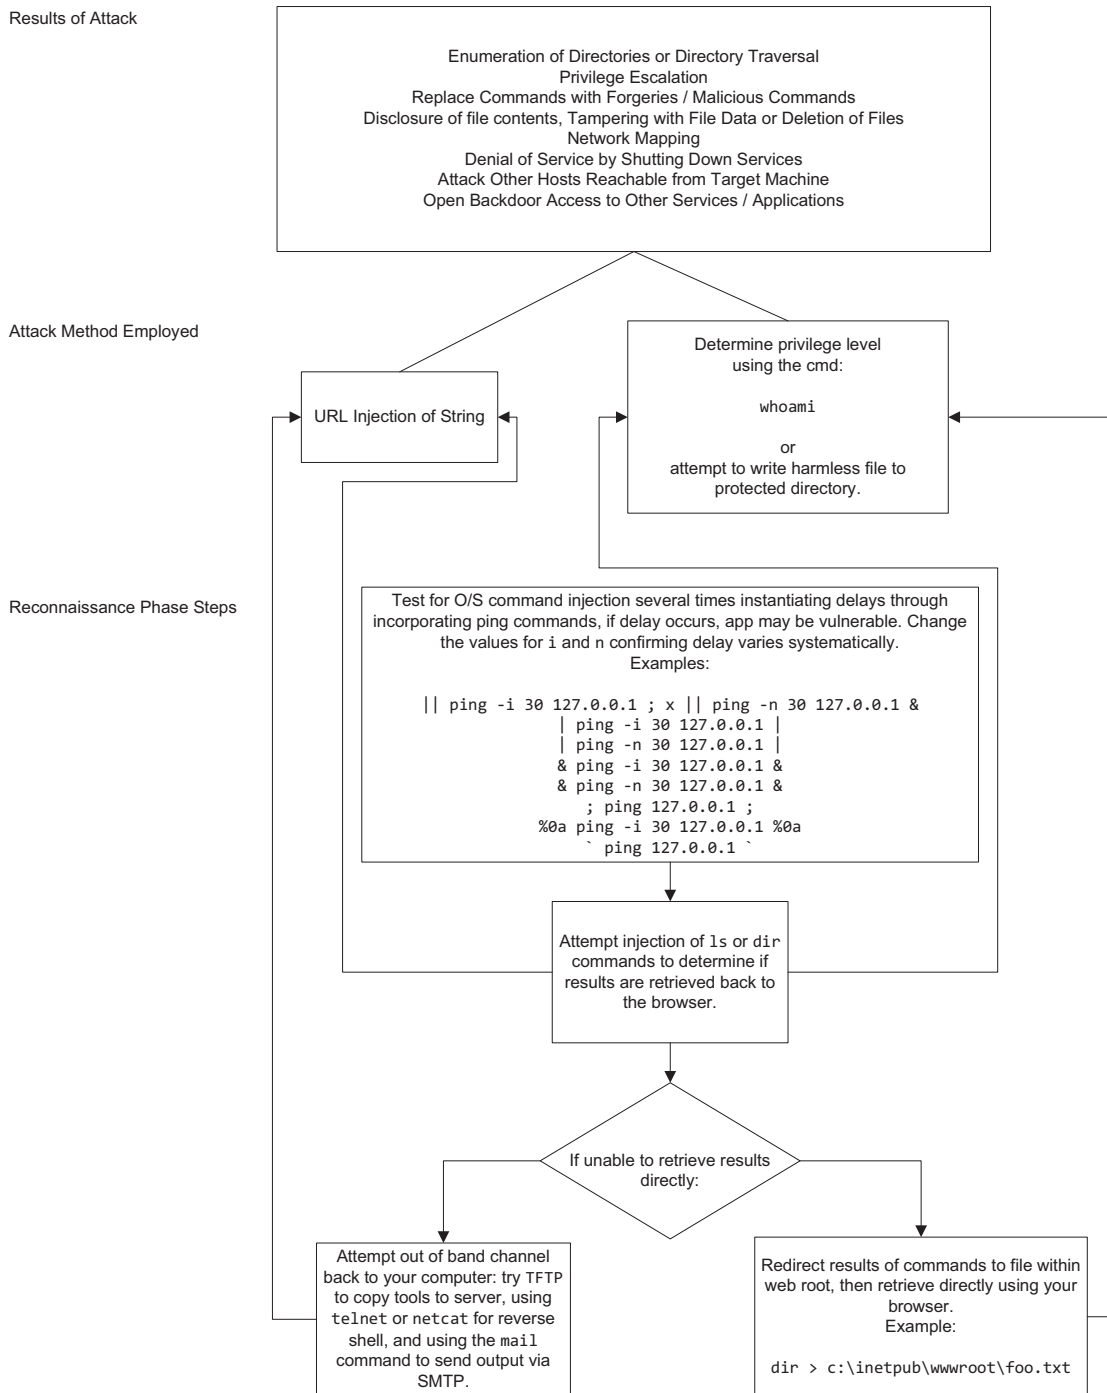 Results of Attack
Enumeration of Directories or Directory Traversal
Privilege Escalation
Replace Commands with Forgeries / Malicious Commands
Disclosure of file contents, Tampering with File Data or Deletion of Files
Network Mapping
Denial of Service by Shutting Down Services
Attack Other Hosts Reachable from Target Machine
Open Backdoor Access to Other Services / Applications
Attack Method Employed
URL Injection of String
Determine privilege level
using the cmd:
whoami
or
attempt to write harmless file to
protected directory.
Reconnaissance Phase Steps
Test for O/S command injection several times instantiating delays through
incorporating ping commands, if delay occurs, app may be vulnerable. Change
the values for i and n confirming delay varies systematically.
Examples:
|| ping -i 30 127.0.0.1 ; x || ping -n 30 127.0.0.1 &
| ping -i 30 127.0.0.1 |
| ping -n 30 127.0.0.1 |
& ping -i 30 127.0.0.1 &
& ping -n 30 127.0.0.1 &
; ping 127.0.0.1 ;
%0a ping -i 30 127.0.0.1 %0a
` ping 127.0.0.1 `
Attempt injection of ls or dir
commands to determine if
results are retrieved back to
the browser.
If unable to retrieve results
directly:
Attempt out of band channel
back to your computer: try TFTP
to copy tools to server, using
telnet or netcat for reverse
shell, and using the mail
command to send output via
SMTP.
Redirect results of commands to file within
web root, then retrieve directly using your
browser.
Example:
dir > c:\inetpub\wwwroot\foo.txt